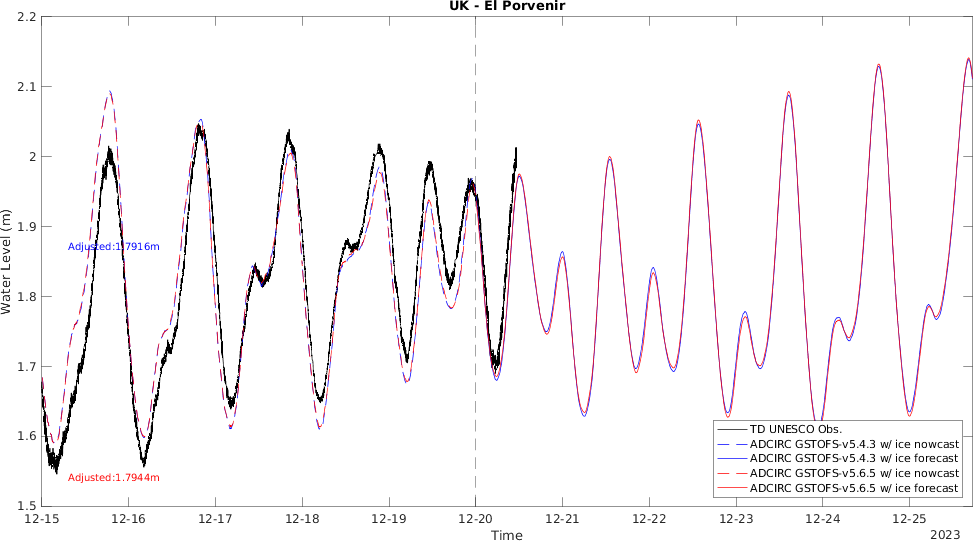 UK - El Porvenir
2.2
2.1
2
1.9
1.8
1.7
1.6
1.5
Water Level (m)
Adjusted:1.7916m
Adjusted:1.7944m
TD UNESCO Obs.
ADCIRC GSTOFS-v5.4.3 w/ ice nowcast
ADCIRC GSTOFS-v5.4.3 w/ ice forecast
ADCIRC GSTOFS-v5.6.5 w/ ice nowcast
ADCIRC GSTOFS-v5.6.5 w/ ice forecast
12-15 12-16 12-17 12-18 12-19 12-20 12-21 12-22 12-23 12-24 12-25
Time
2023